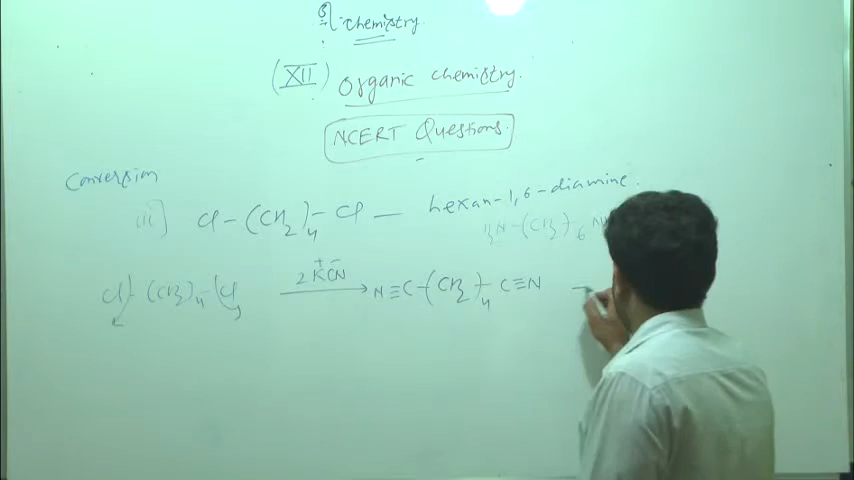 chemistry.
(XII) Organic chemistry.
NCERT Questions.
Conversion
(ii] Cl-(CH2)4-Cl — hexan-1,6-diamine.
H2N-(CH2)6
Cl-(CH2)4-Cl 2K+CN- → N≡C-(CH2)4-C≡N